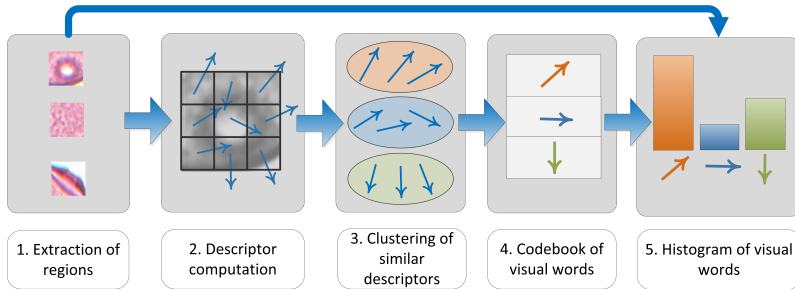 1. Extraction of
regions
2. Descriptor
computation
3. Clustering of
similar
descriptors
4. Codebook of
visual words
5. Histogram of visual
words